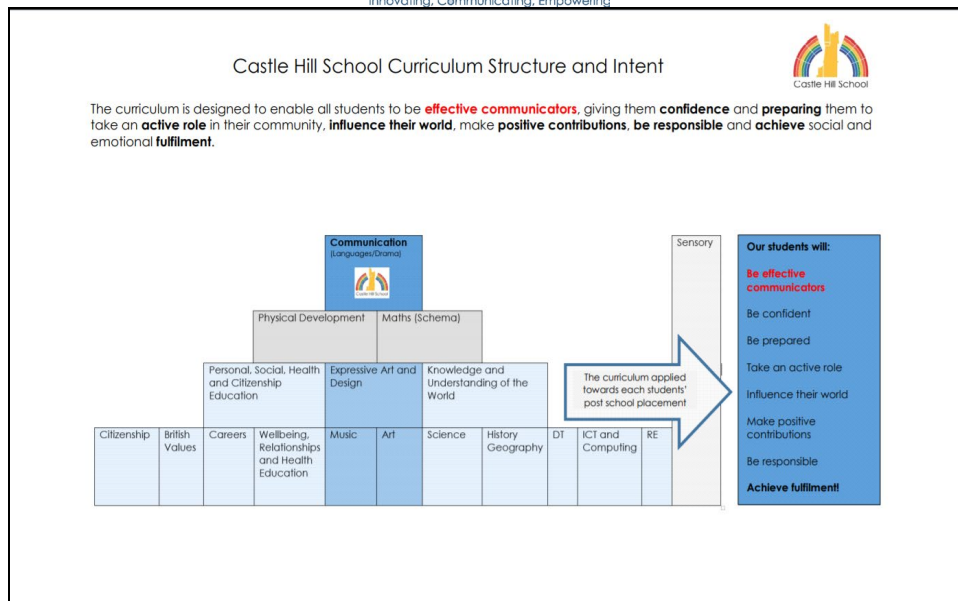 Innovating, Communicating, Empowering
Castle Hill School Curriculum Structure and Intent
Castle Hill School
The curriculum is designed to enable all students to be effective communicators, giving them confidence and preparing them to
take an active role in their community, influence their world, make positive contributions, be responsible and achieve social and
emotional fulfilment.
Communication
(Languages/Drama)
Castle Hill School
Physical Development
Maths (Schema)
Personal, Social, Health
and Citizenship
Education
Expressive Art and
Design
Knowledge and
Understanding of the
World
Citizenship
British
Values
Careers
Wellbeing,
Relationships
and Health
Education
Music
Art
Science
History
Geography
DT
ICT and
Computing
RE
Sensory
The curriculum applied
towards each students'
post school placement
Our students will:
Be effective
communicators
Be confident
Be prepared
Take an active role
Influence their world
Make positive
contributions
Be responsible
Achieve fulfilment!